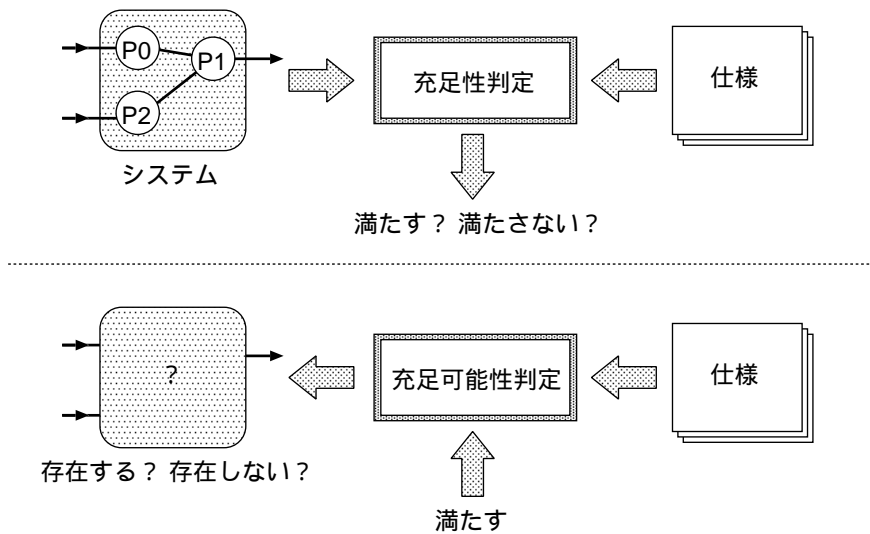 P0
P1
P2
システム
充足性判定
仕様
満たす？ 満たさない？
？
充足可能性判定
仕様
存在する？ 存在しない？
満たす